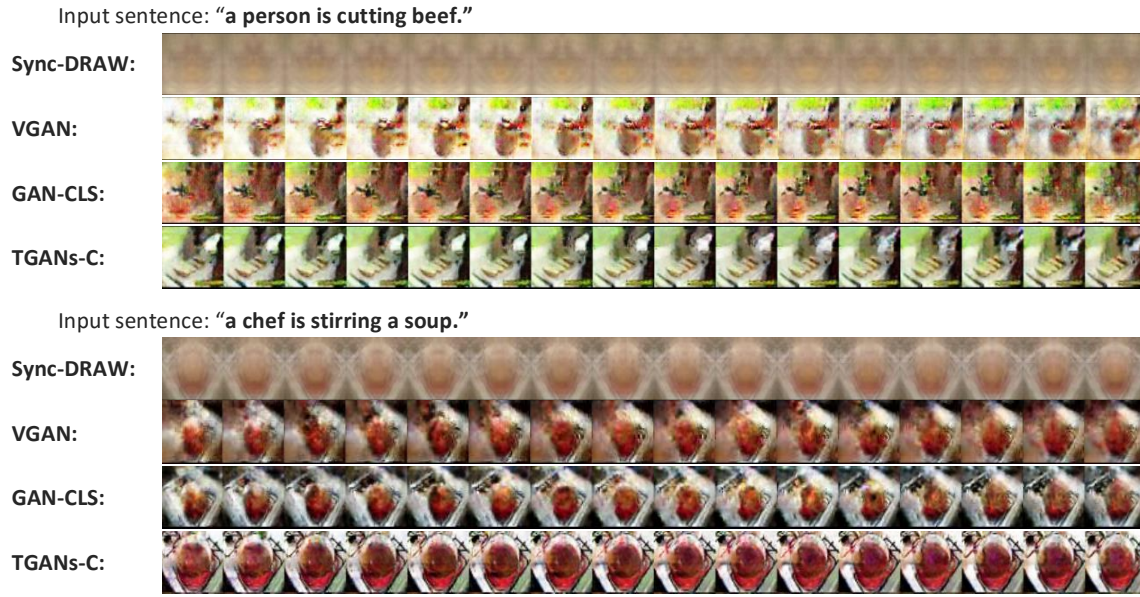 Input sentence: “a person is cutting beef.”
Sync-DRAW:
VGAN:
GAN-CLS:
TGANs-C:
Input sentence: “a chef is stirring a soup.”
Sync-DRAW:
VGAN:
GAN-CLS:
TGANs-C: